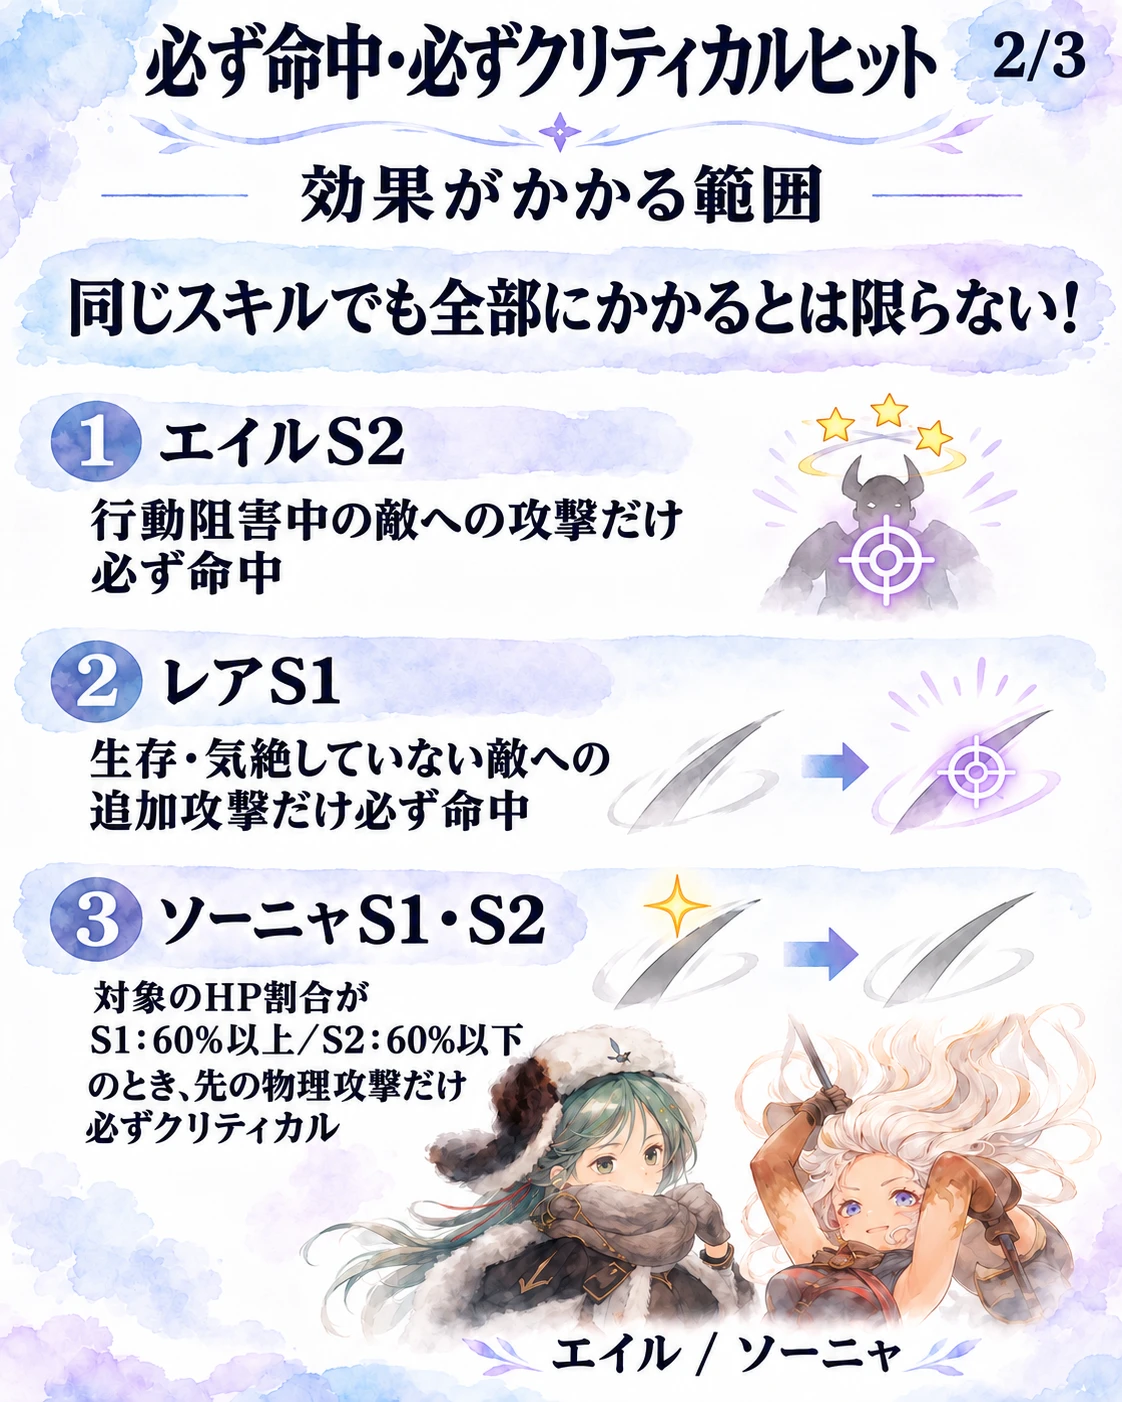 必ず命中・必ずクリティカルヒット
2/3
効果がかかる範囲
同じスキルでも全部にかかるとは限らない!
1 エイルS2
行動阻害中の敵への攻撃だけ
必ず命中
2 レアS1
生存・気絶していない敵への
追加攻撃だけ必ず命中
3 ソーニャS1・S2
対象のHP割合が
S1:60%以上/S2:60%以下
のとき、先の物理攻撃だけ
必ずクリティカル
エイル / ソーニャ